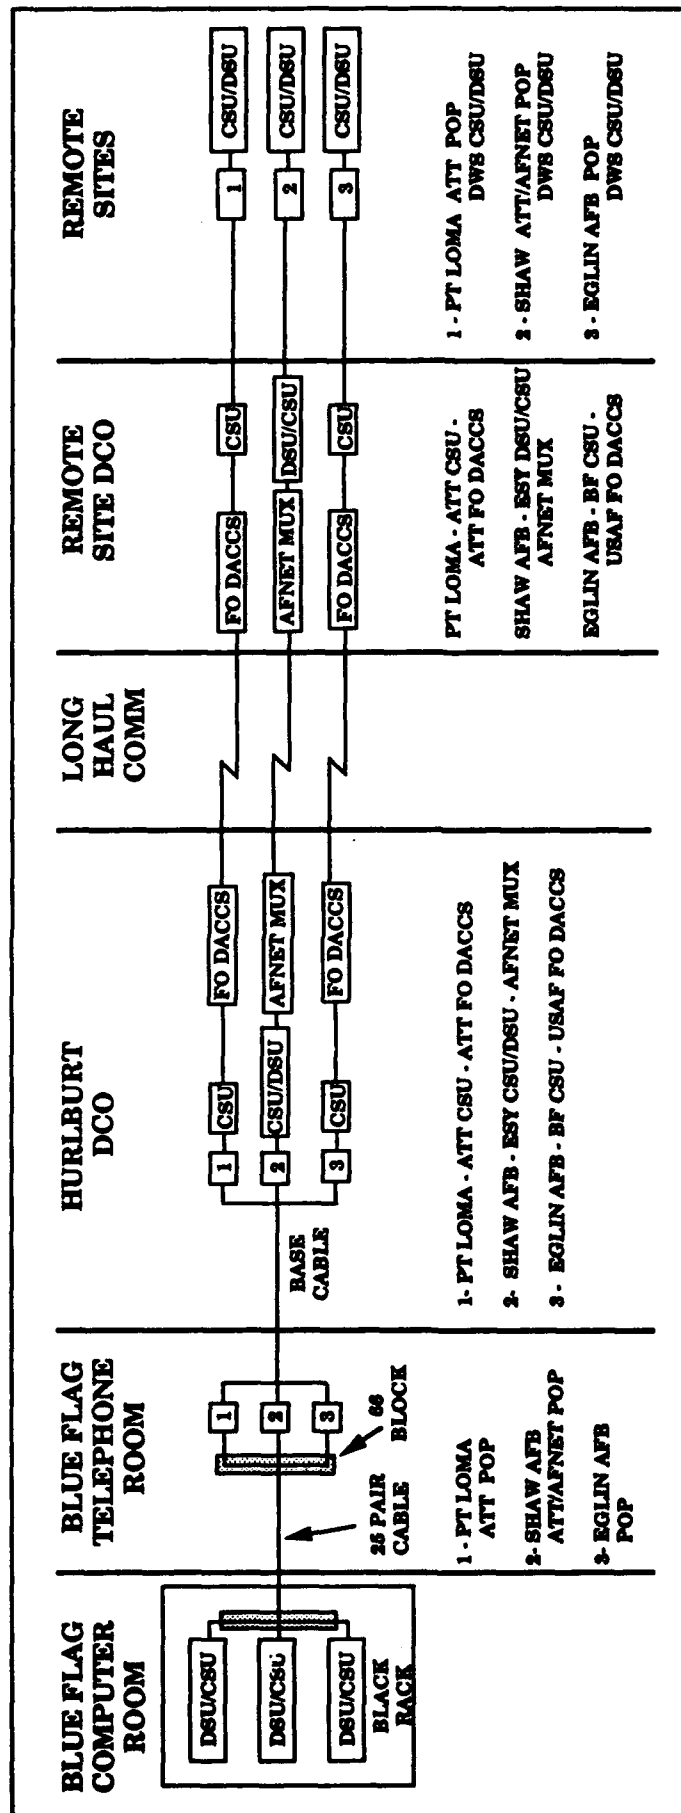 BLUE FLAG
COMPUTER
ROOM
DSU/CSU
DSU/CSU
DSU/CSU
BLACK
RACK
BLUE FLAG
TELEPHONE
ROOM
1
2
3
66
BLOCK
25 PAIR
CABLE
1 - PT LOMA
ATT POP
2- SHAW AFB
ATT/AFNET POP
3- EGLIN AFB
POP
HURLBURT
DCO
BASE
CABLE
1
CSU
FO DACCS
2
CSU/DSU
AFNET MUX
3
CSU
FO DACCS
1- PT LOMA - ATT CSU - ATT FO DACCS
2- SHAW AFB - ESY CSU/DSU - AFNET MUX
3 - EGLIN AFB - BF CSU - USAF FO DACCS
LONG
HAUL
COMM
REMOTE
SITE DCO
FO DACCS
CSU
AFNET MUX
DSU/CSU
FO DACCS
CSU
PT LOMA - ATT CSU -
ATT FO DACCS
SHAW AFB - ESY DSU/CSU
AFNET MUX
EGLIN AFB - BF CSU -
USAF FO DACCS
REMOTE
SITES
1
CSU/DSU
2
CSU/DSU
3
CSU/DSU
1 - PT LOMA ATT POP
DWS CSU/DSU
2 - SHAW ATT/AFNET POP
DWS CSU/DSU
3 - EGLIN AFB POP
DWS CSU/DSU